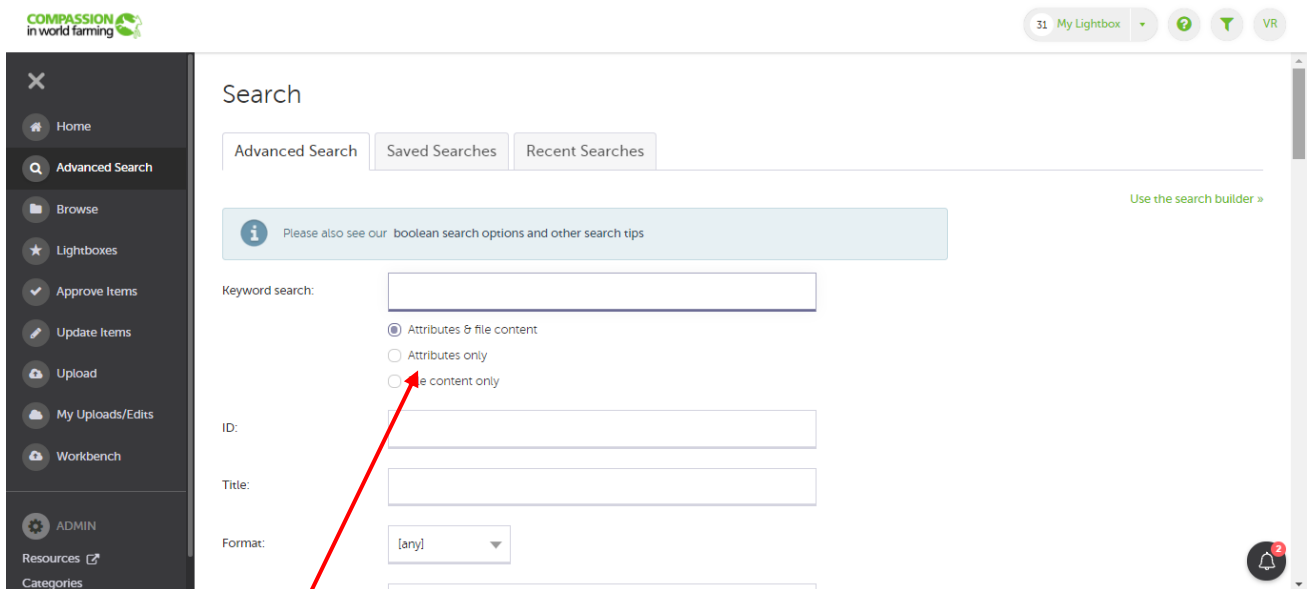 COMPASSION
in world farming
31 My Lightbox
VR
Home
Advanced Search
Browse
Lightboxes
Approve Items
Update Items
Upload
My Uploads/Edits
Workbench
ADMIN
Resources
Categories
Search
Advanced Search Saved Searches Recent Searches
Use the search builder »
Please also see our boolean search options and other search tips
Keyword search:
Attributes & file content
Attributes only
content only
ID:
Title:
Format: [any]
2